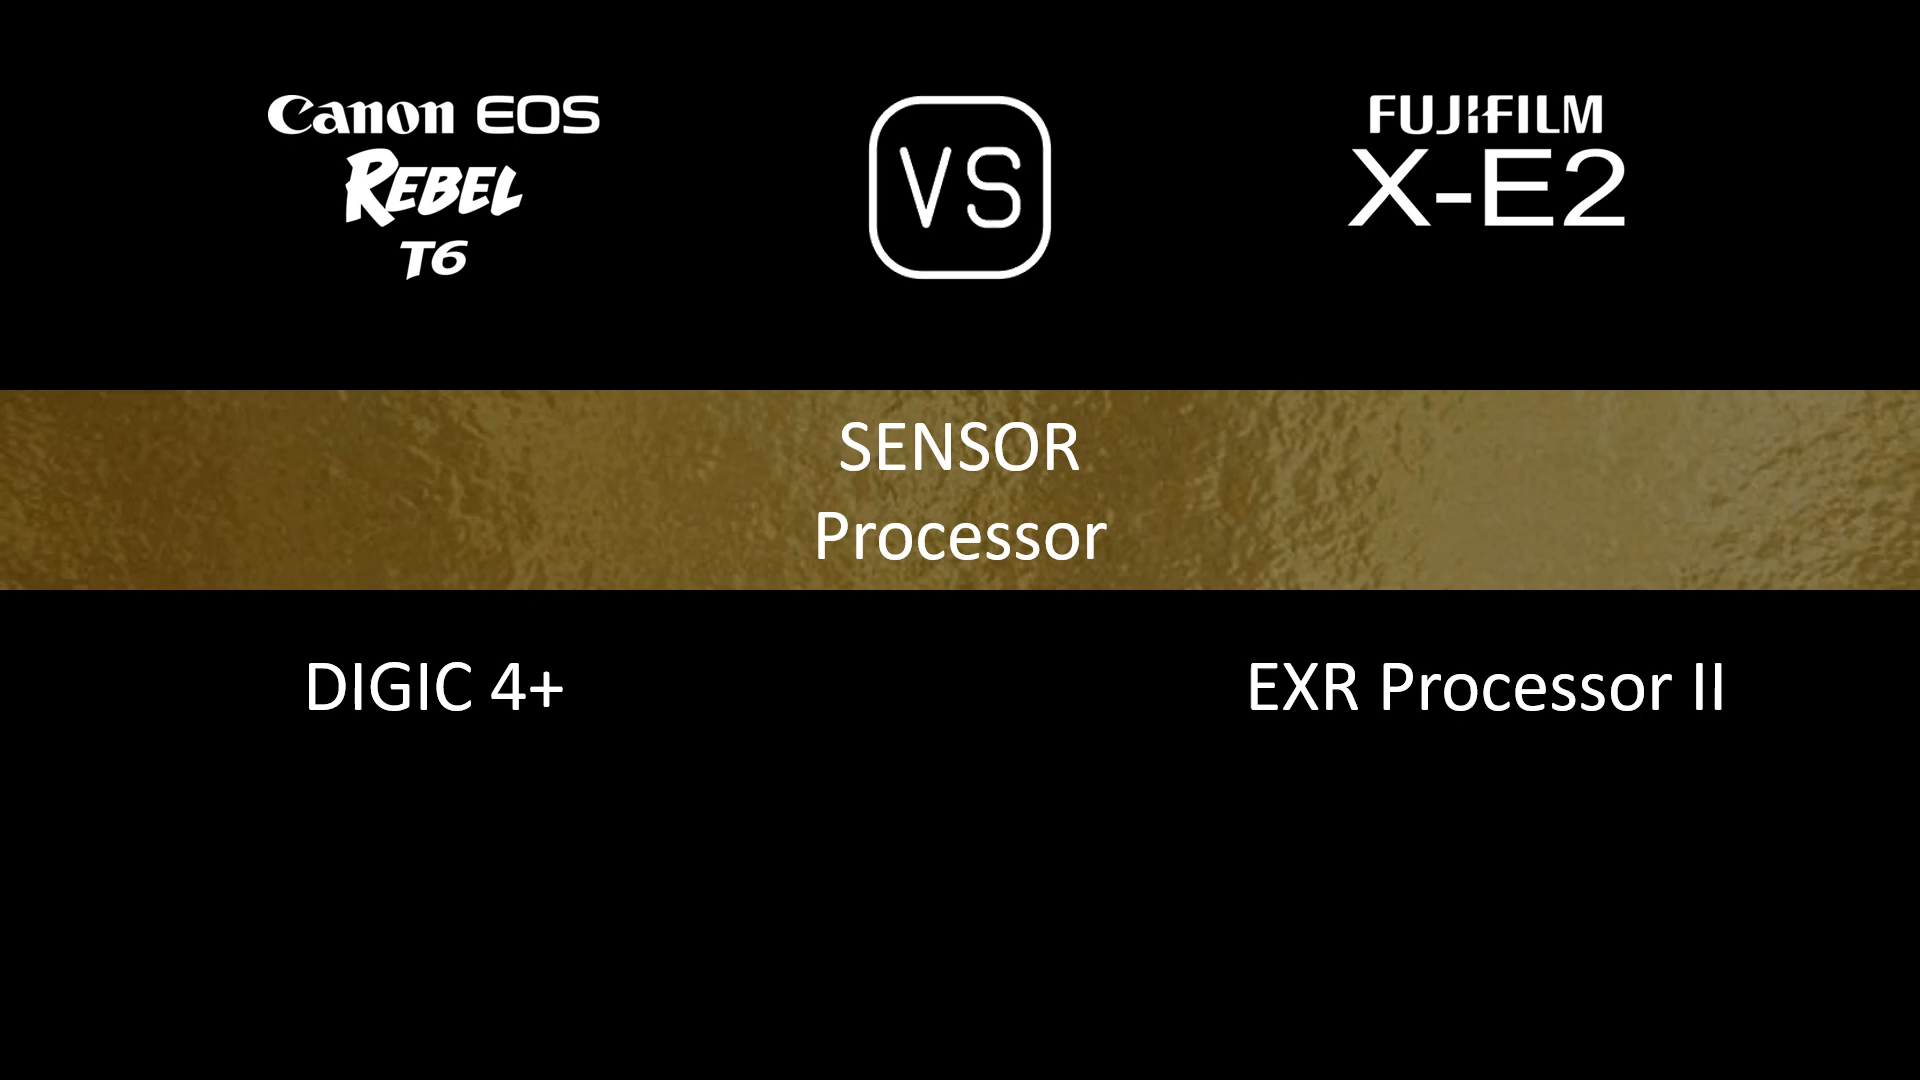 Canon EOS
REBEL
T6
VS
FUJIFILM
X-E2
SENSOR
Processor
DIGIC 4+
EXR Processor II